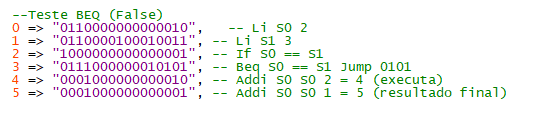 --Teste BEQ (False)
0 => "0110000000000010",   -- Li S0 2
1 => "0110000100010011", -- Li S1 3
2 => "1000000000000001", -- If S0 == S1
3 => "0111000000010101", -- Beq S0 == S1 Jump 0101
4 => "0001000000000010", -- Addi S0 S0 2 = 4 (executa)
5 => "0001000000000001", -- Addi S0 S0 1 = 5 (resultado final)